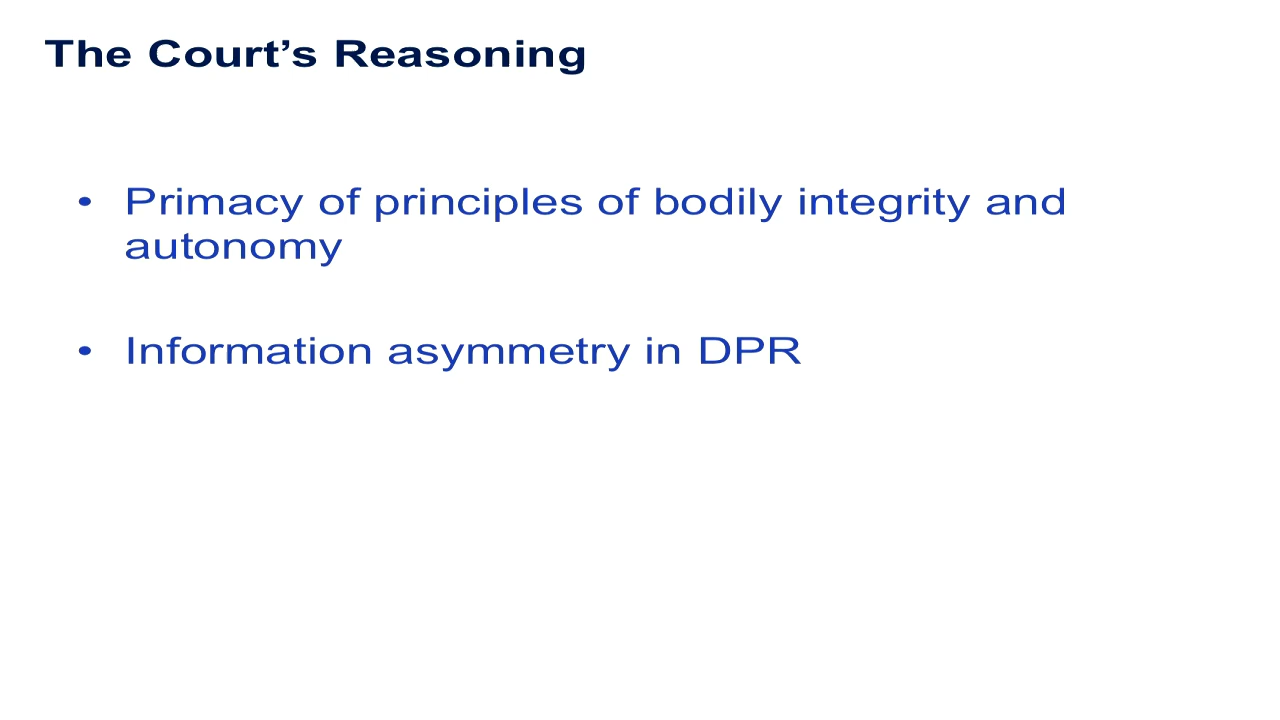 The Court’s Reasoning
• Primacy of principles of bodily integrity and
autonomy
• Information asymmetry in DPR